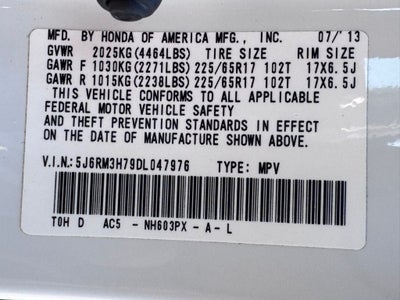 MFD. BY HONDA OF AMERICA MFG., INC. 07/'13
GVWR 2025KG(4464LBS) TIRE SIZE RIM SIZE
GAWR F 1030KG(2271LBS) 225/65R17 102T 17X6.5J
GAWR R 1015KG(2238LBS) 225/65R17 102T 17X6.5J
THIS VEHICLE CONFORMS TO ALL APPLICABLE
FEDERAL MOTOR VEHICLE SAFETY
AND THEFT PREVENTION STANDARDS IN EFFECT
ON THE DATE OF MANUFACTURE SHOWN ABOVE.
V.I.N: 5J6RM3H79DL047976 TYPE: MPV
T0H D AC5 - NH603PX - A - L